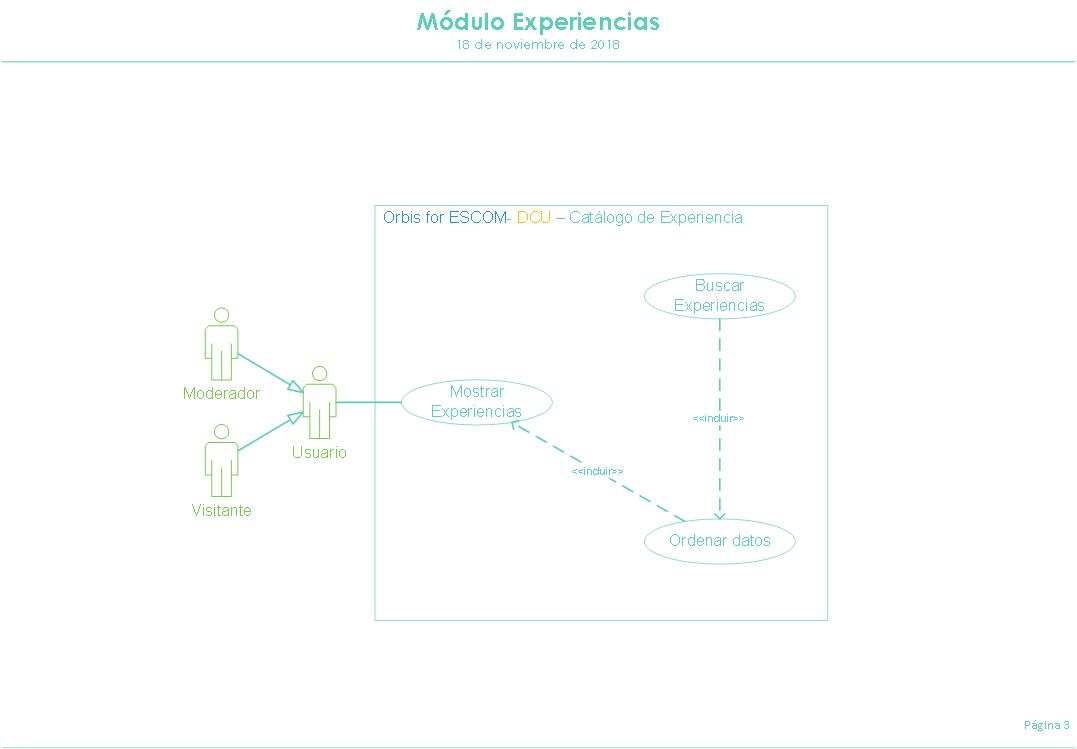 Módulo Experiencias
18 de noviembre de 2018
Orbis for ESCOM- DCU – Catálogo de Experiencia
Buscar
Experiencias
Moderador
Mostrar
Experiencias
<<incluir>>
Usuario
<<incluir>>
Visitante
Ordenar datos
Página 3